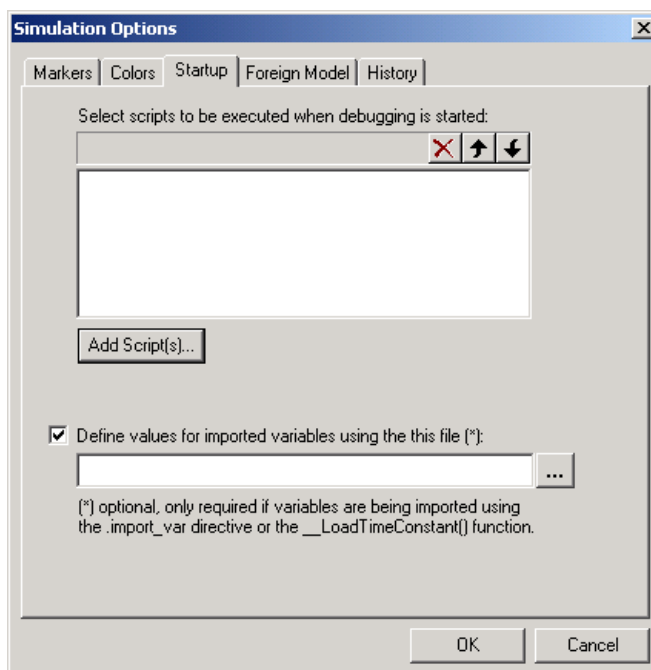 Simulation Options
Markers Colors Startup Foreign Model History
Select scripts to be executed when debugging is started:
Add Script(s)...
Define values for imported variables using the this file (*):
...
(*) optional, only required if variables are being imported using
the .import_var directive or the __LoadTimeConstant() function.
OK Cancel